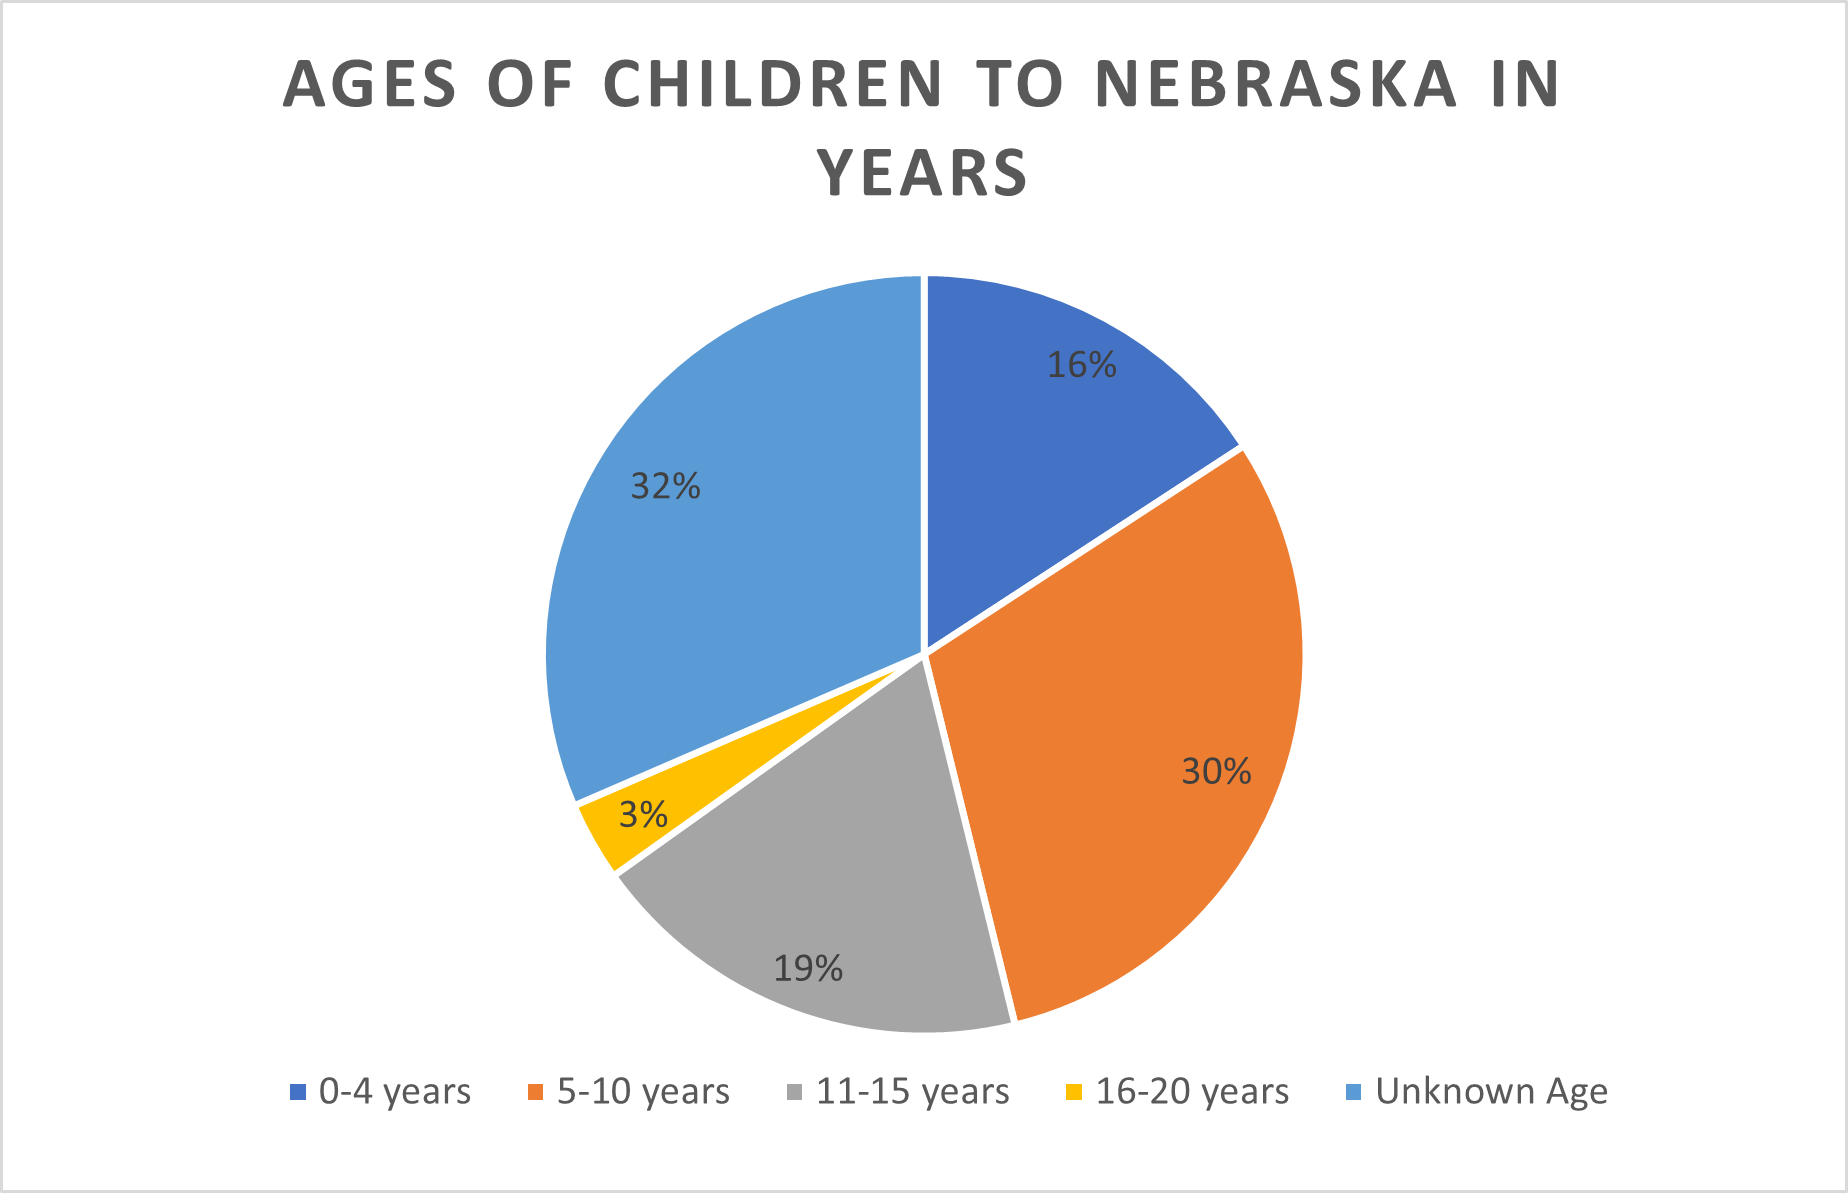 AGES OF CHILDREN TO NEBRASKA IN
YEARS
16%
32%
30%
3%
19%
0-4 years
5-10 years
11-15 years
16-20 years
Unknown Age